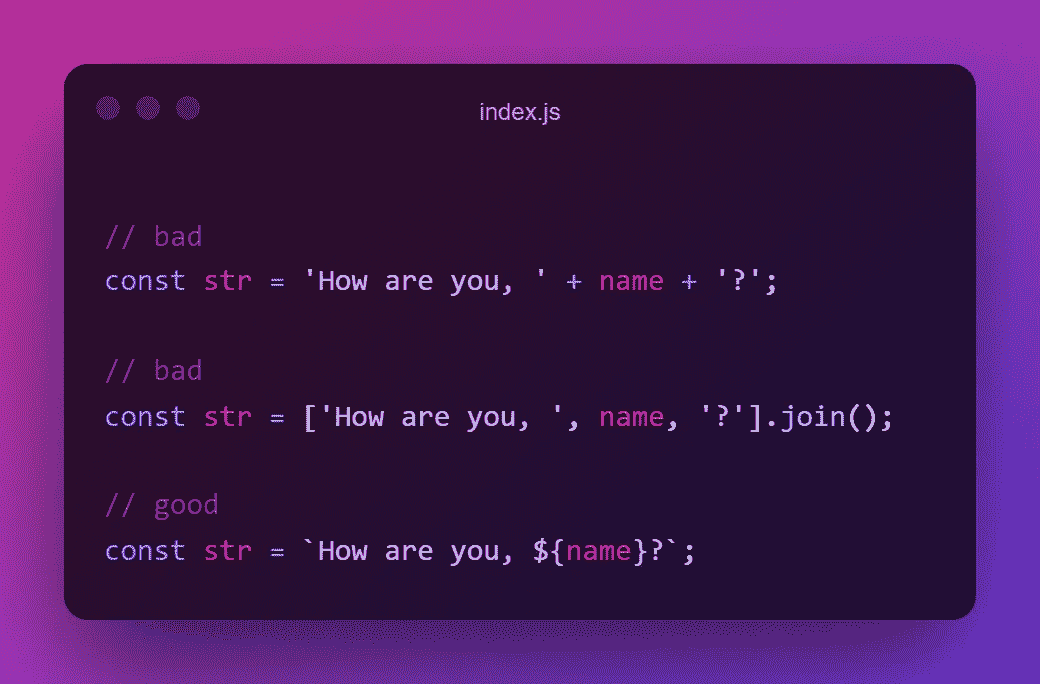 index.js
// bad
const str = 'How are you, ' + name + '?';
// bad
const str = ['How are you, ', name, '?'].join();
// good
const str = `How are you, ${name}?`;